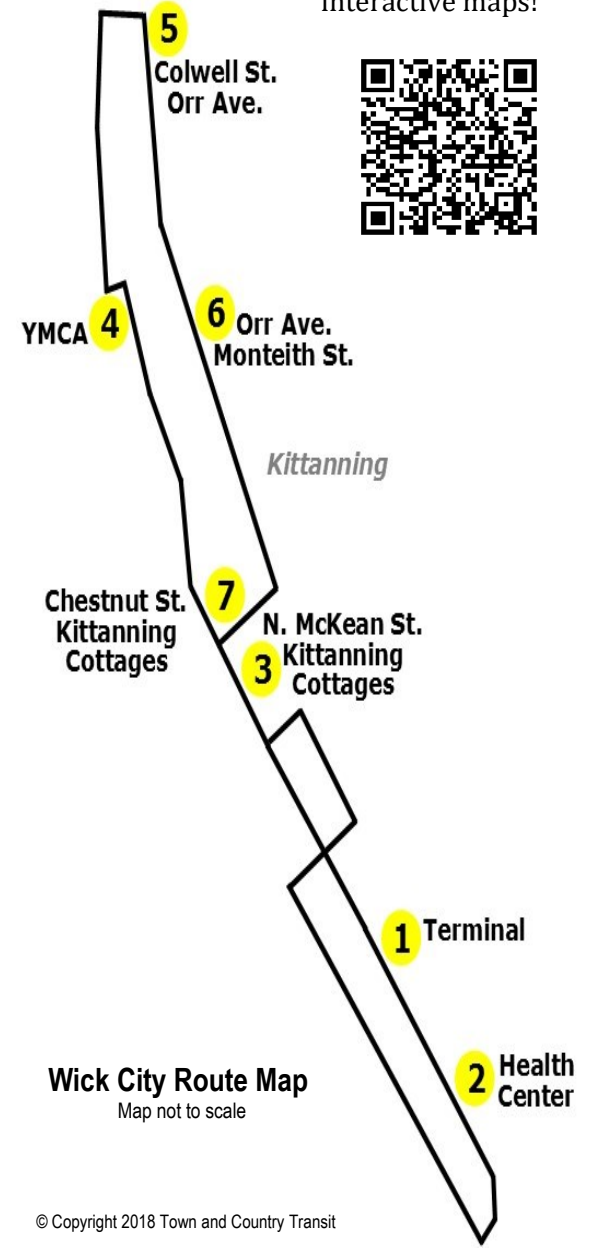 interactive maps!
5
Colwell St.
Orr Ave.
6
Orr Ave.
Monteith St.
YMCA 4
Kittanning
7
Chestnut St.
Kittanning
Cottages
N. McKean St.
3 Kittanning
Cottages
1 Terminal
2 Health
Center
Wick City Route Map
Map not to scale
© Copyright 2018 Town and Country Transit